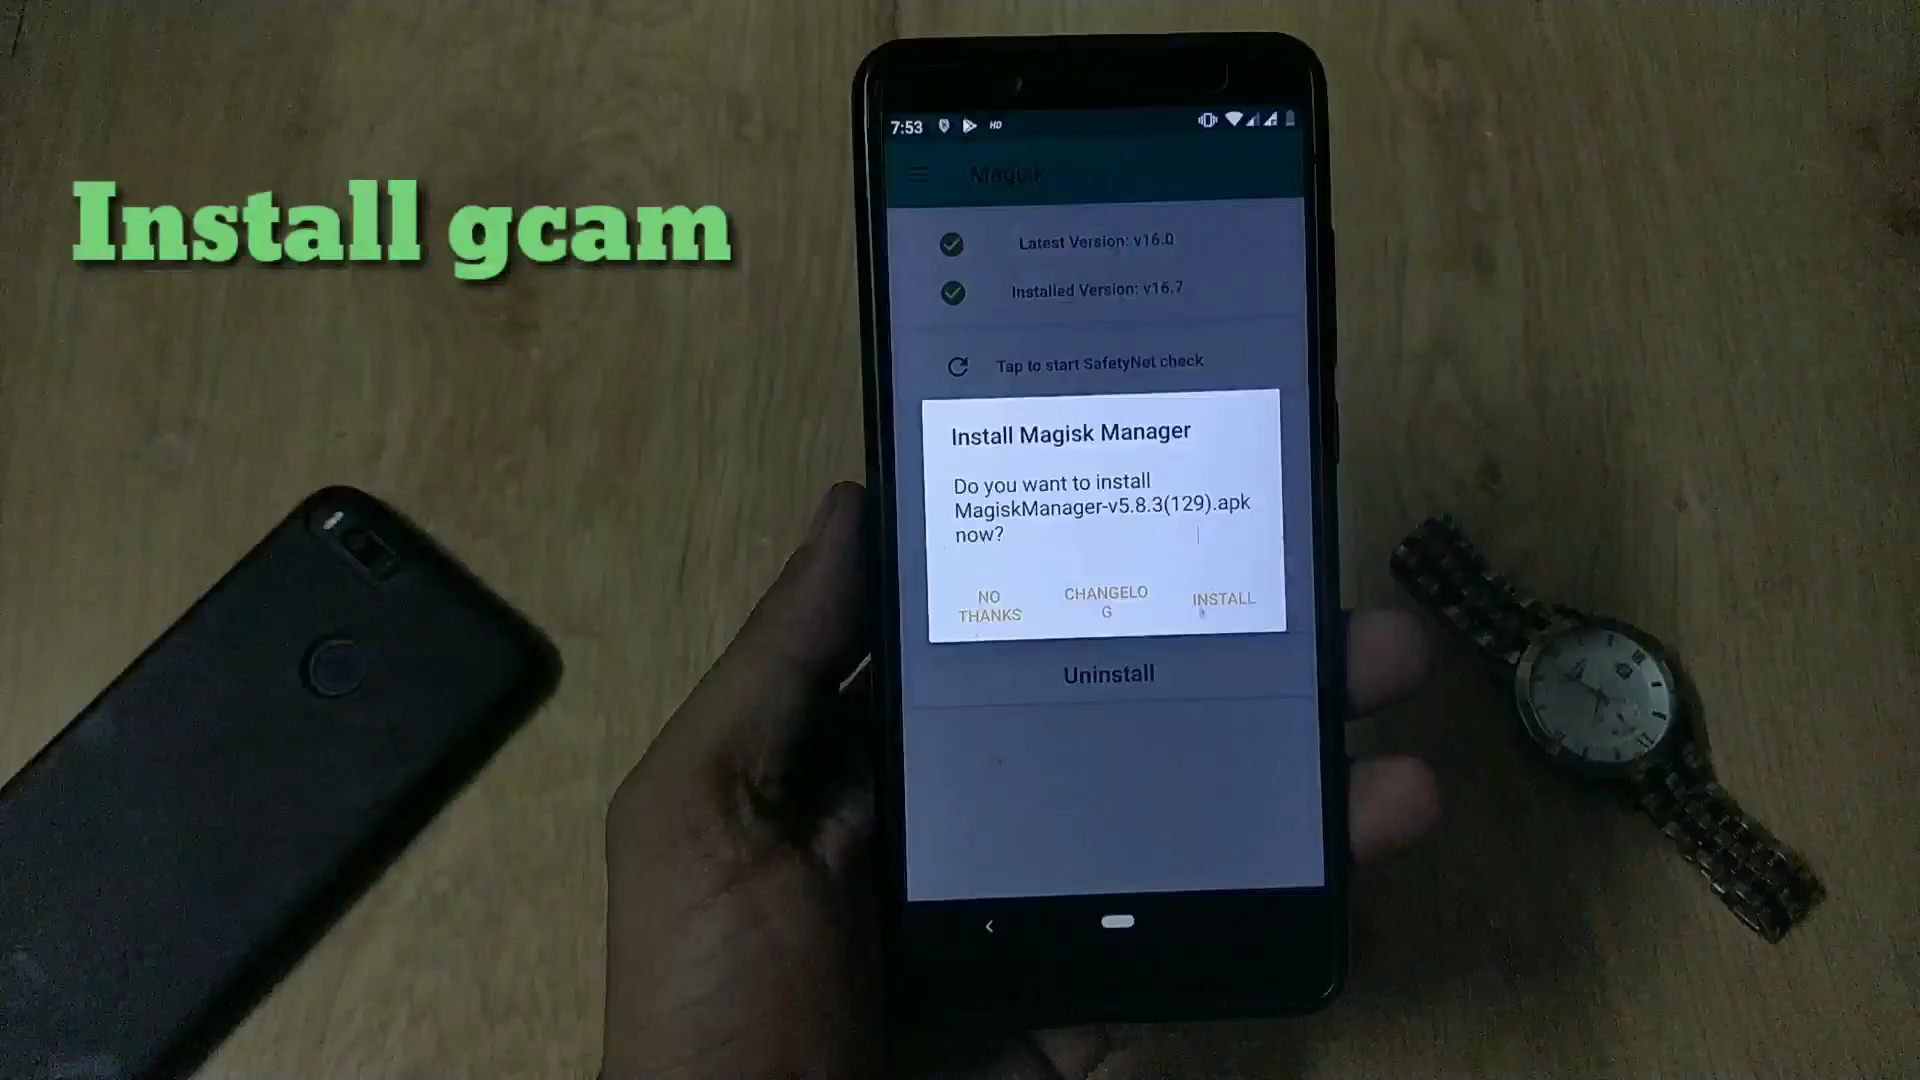 Install gcam
7:53 HD
Magisk
Latest Version: v16.0
Installed Version: v16.7
Tap to start SafetyNet check
Install Magisk Manager
Do you want to install
MagiskManager-v5.8.3(129).apk
now?
NO
THANKS
CHANGELO
G
INSTALL
Uninstall